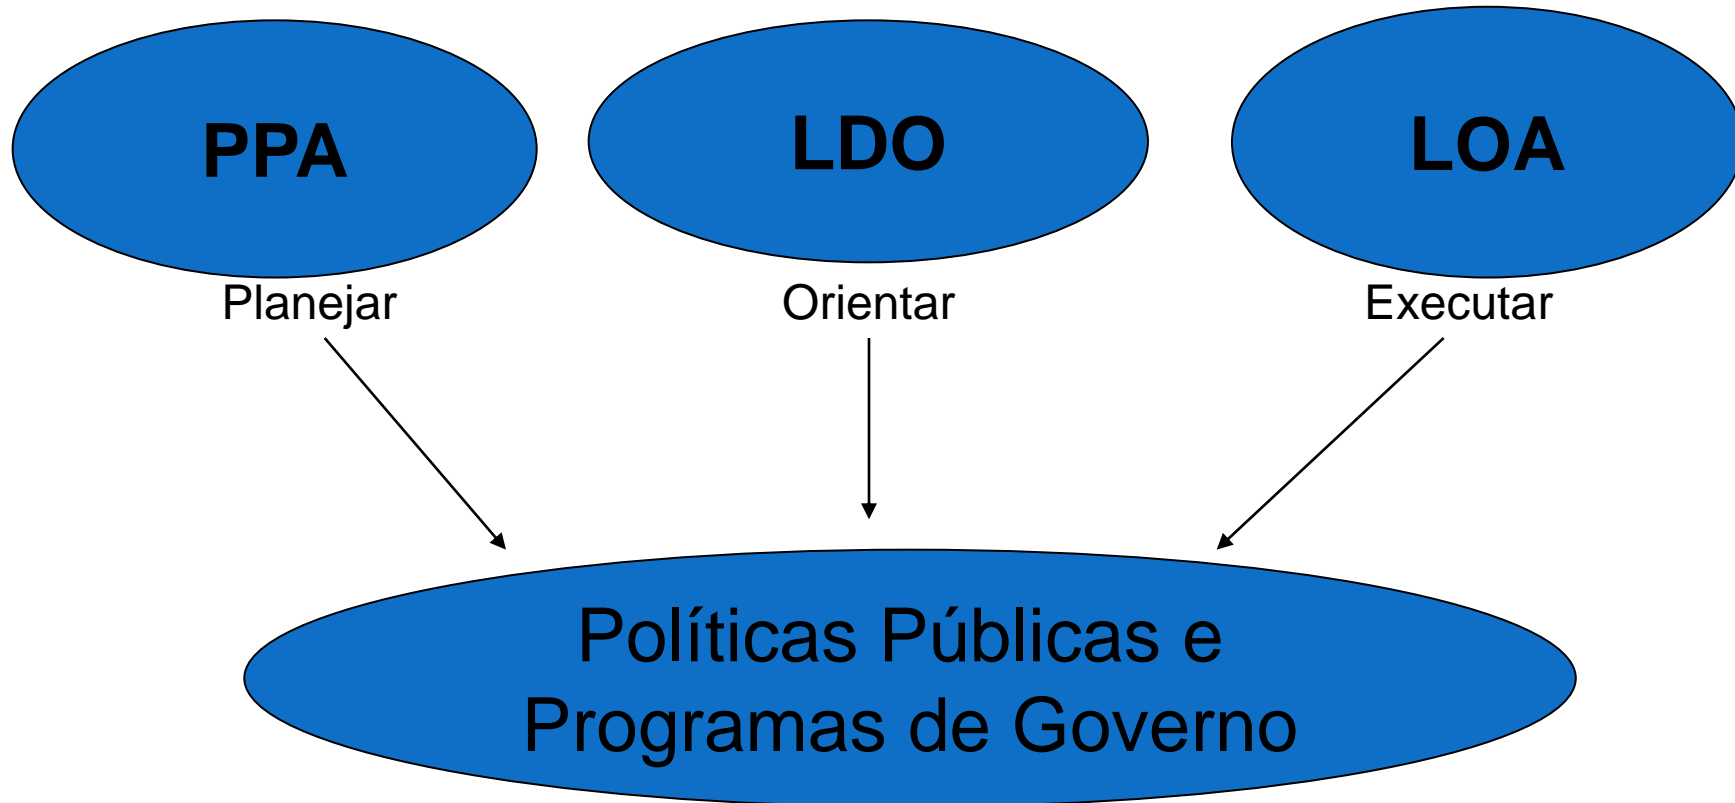 PPA
LDO
LOA
Planejar
Orientar
Executar
Políticas Públicas e
Programas de Governo